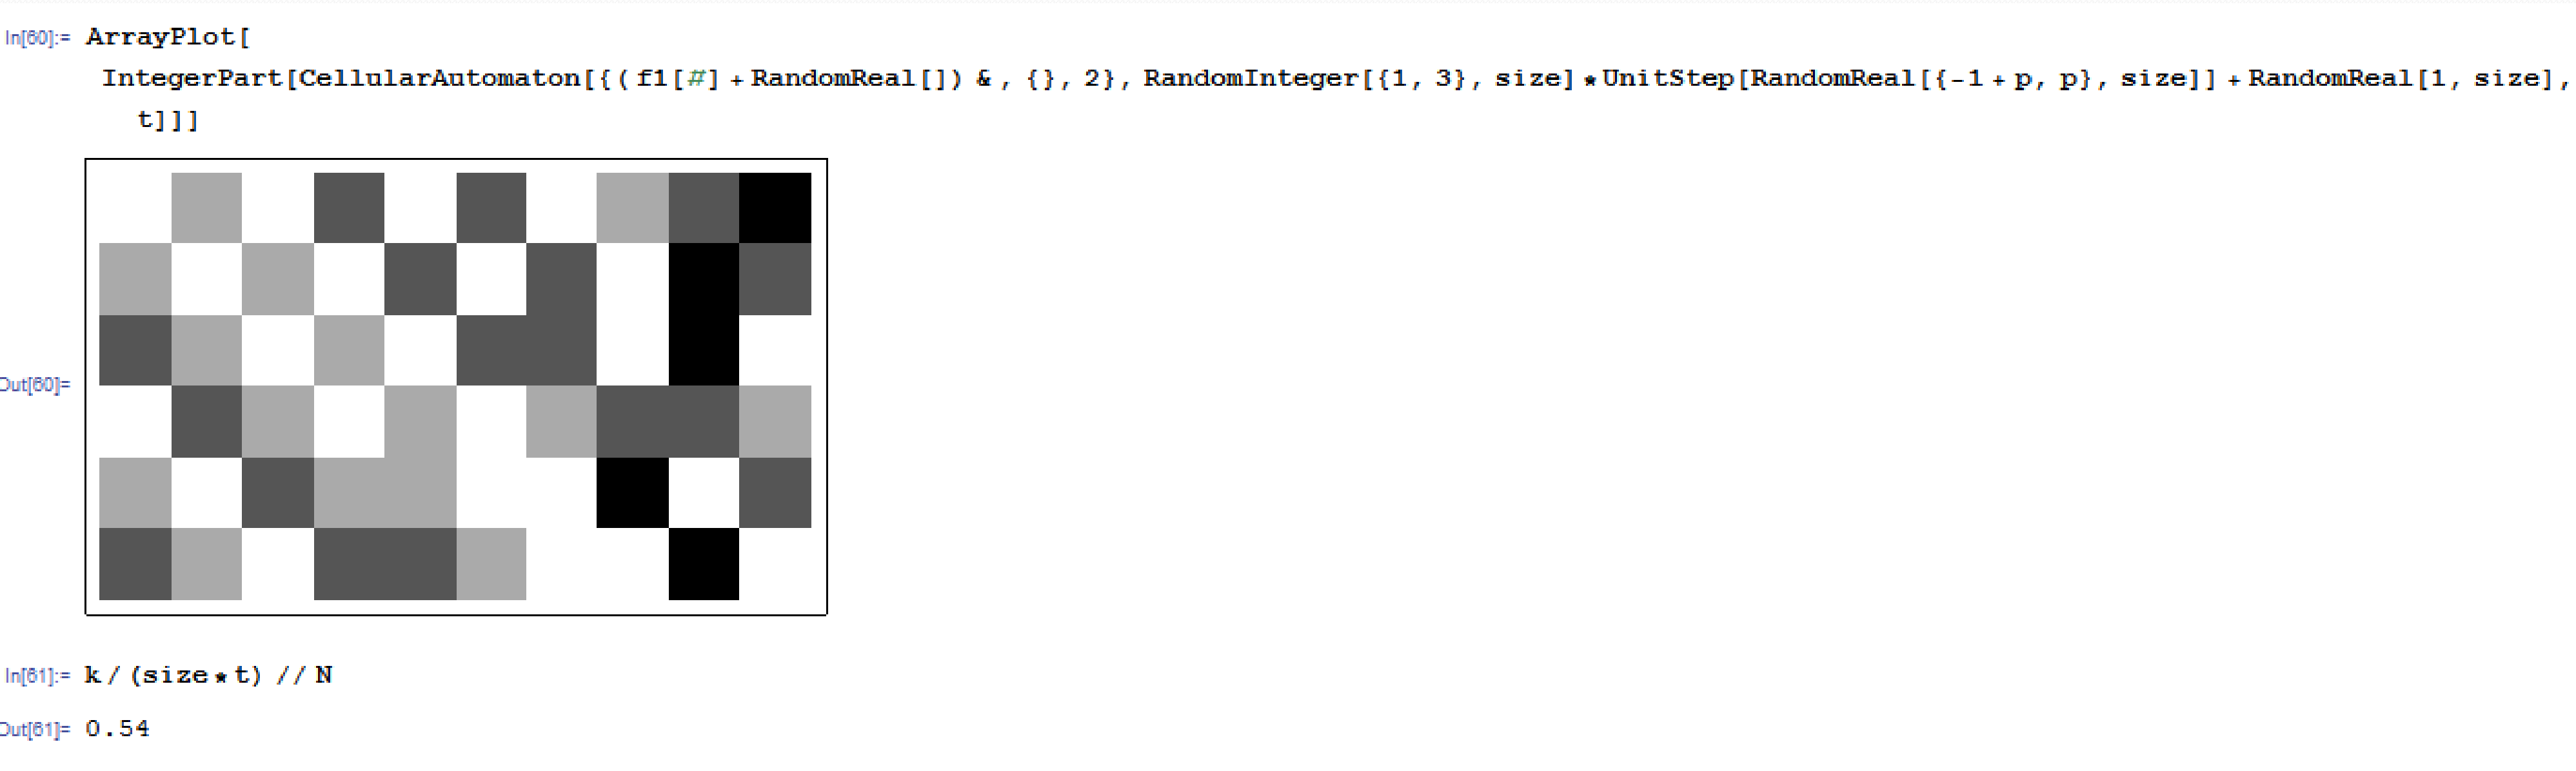 In[60]:= ArrayPlot[
IntegerPart[CellularAutomaton[{(f1[#] + RandomReal[]) &, {}, 2}, RandomInteger[{1, 3}, size] * UnitStep[RandomReal[{-1 + p, p}, size]] + RandomReal[1, size],
t]]]
Out[60]=
In[61]:= k / (size * t) // N
Out[61]= 0.54